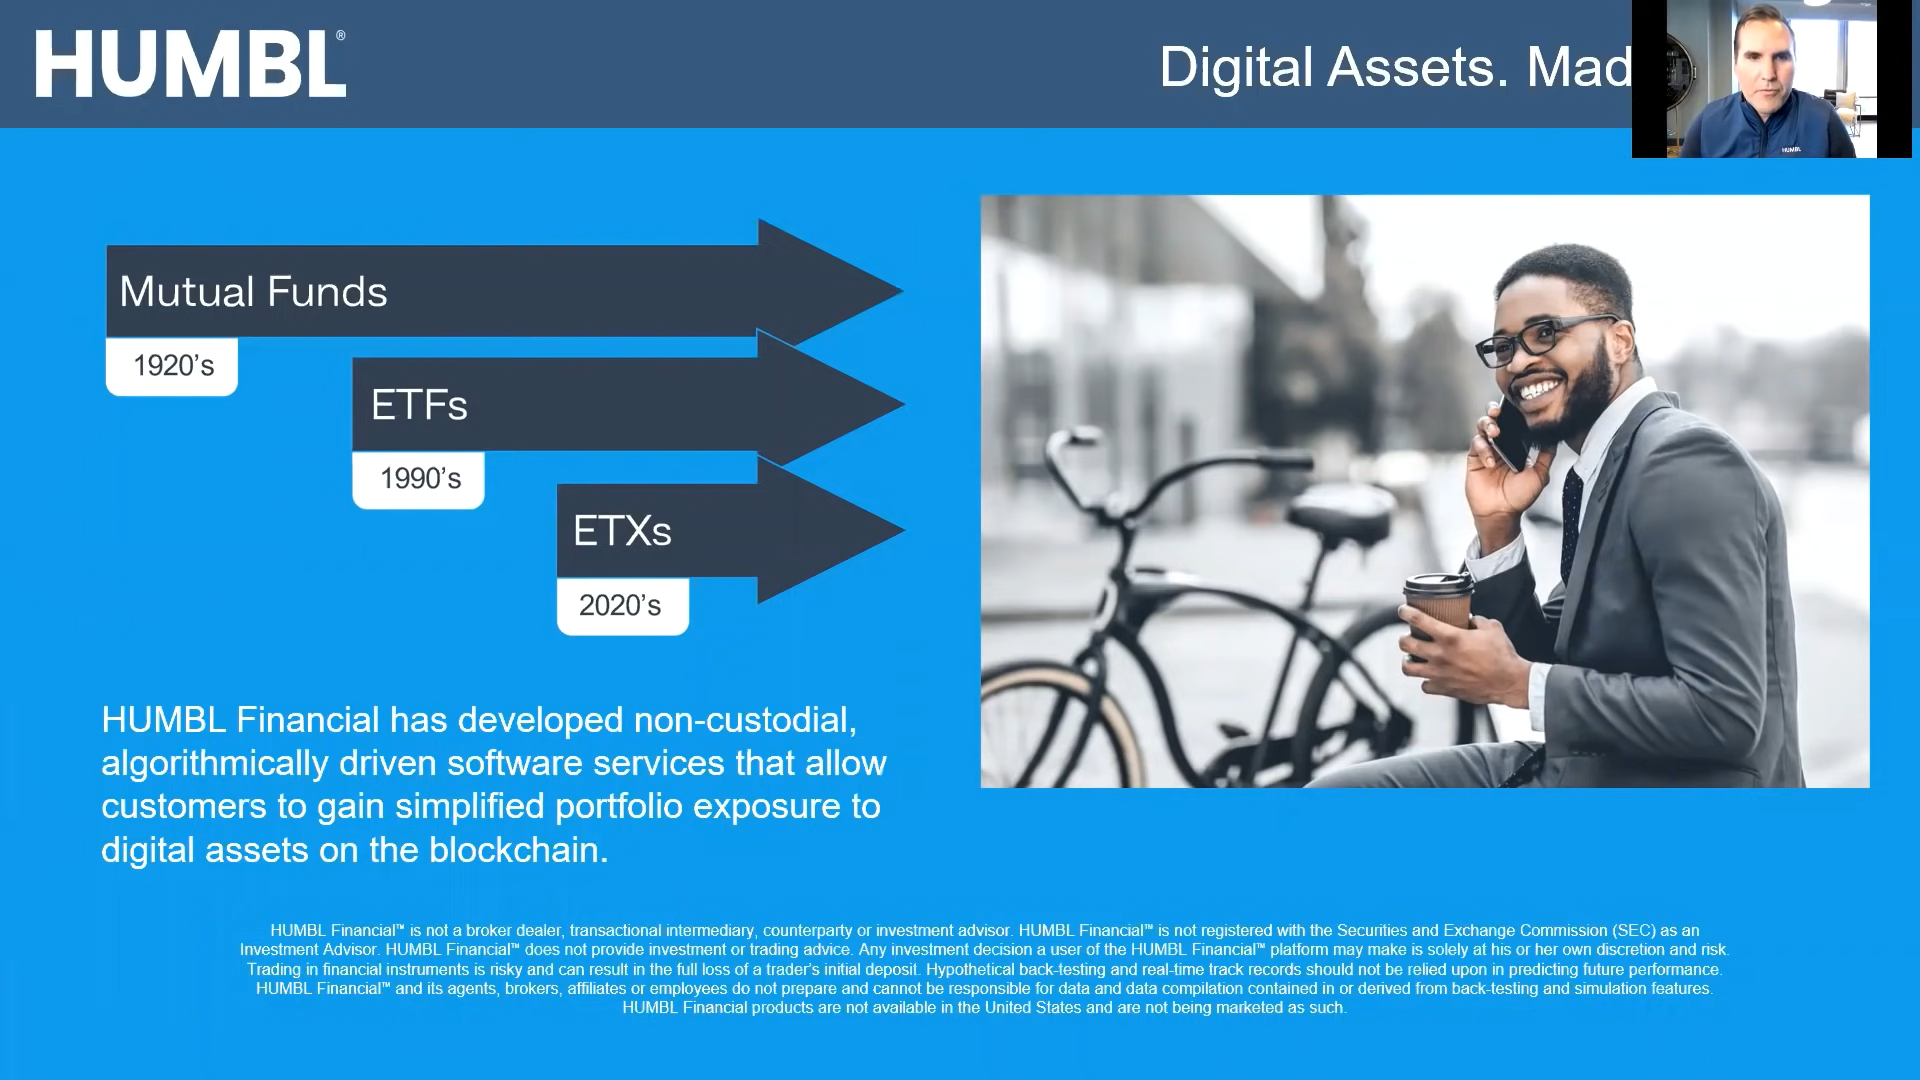 HUMBL®
Digital Assets. Mad
HUMBL
Mutual Funds
1920's
ETFs
1990's
ETXs
2020's
HUMBL Financial has developed non-custodial,
algorithmically driven software services that allow
customers to gain simplified portfolio exposure to
digital assets on the blockchain.
HUMBL Financial™ is not a broker dealer, transactional intermediary, counterparty or investment advisor. HUMBL Financial™ is not registered with the Securities and Exchange Commission (SEC) as an
Investment Advisor. HUMBL Financial™ does not provide investment or trading advice. Any investment decision a user of the HUMBL Financial™ platform may make is solely at his or her own discretion and risk.
Trading in financial instruments is risky and can result in the full loss of a trader's initial deposit. Hypothetical back-testing and real-time track records should not be relied upon in predicting future performance.
HUMBL Financial™ and its agents, brokers, affiliates or employees do not prepare and cannot be responsible for data and data compilation contained in or derived from back-testing and simulation features.
HUMBL Financial products are not available in the United States and are not being marketed as such.